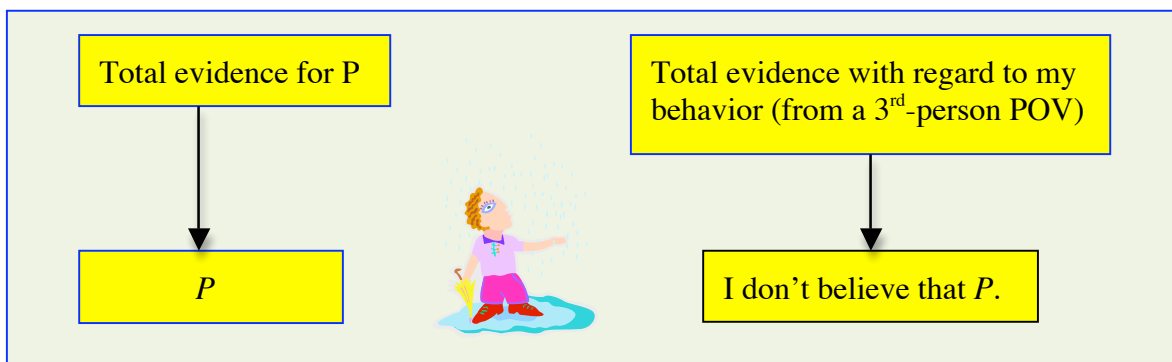 Total evidence for P
Total evidence with regard to my
behavior (from a 3rd-person POV)
P
I don’t believe that P.